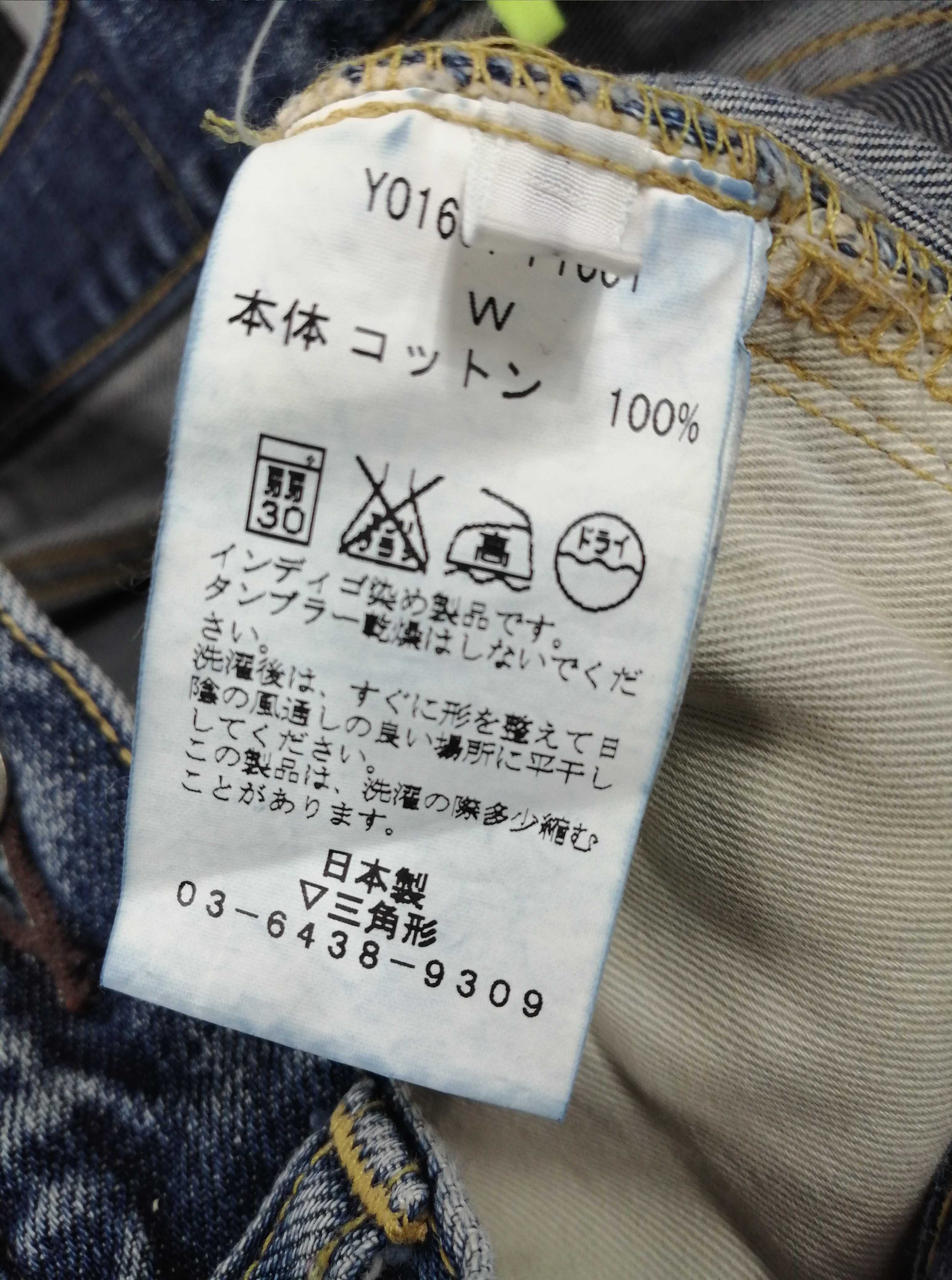 Y016
W
本体 コットン 100%
弱
30
高
ドライ
インディゴ染め製品です。
タンブラー乾燥はしないでくだ
さい。
洗濯後は、すぐに形を整えて日
陰の風通しの良い場所に平干し
してください。
この製品は、洗濯の際多少縮む
ことがあります。
日本製
▽三角形
03-6438-9309